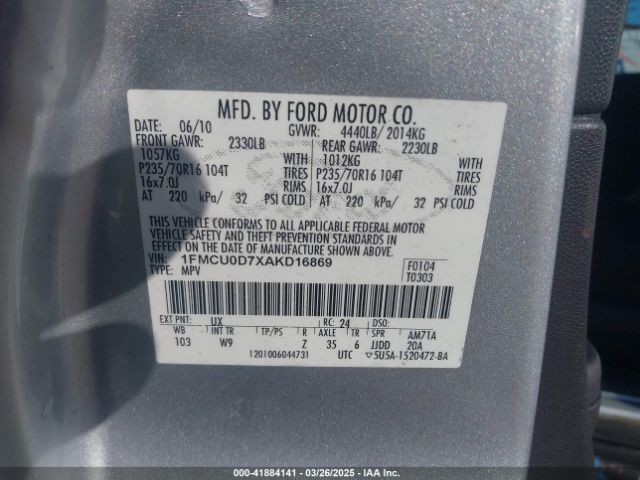 MFD. BY FORD MOTOR CO.
DATE: 06/10 GVWR: 4440LB/ 2014KG
FRONT GAWR: 2330LB REAR GAWR: 2230LB
1057KG WITH 1012KG WITH
P235/70R16 104T TIRES P235/70R16 104T TIRES
16x7.0J RIMS 16x7.0J RIMS
AT 220 kPa/ 32 PSI COLD AT 220 kPa/ 32 PSI COLD
THIS VEHICLE CONFORMS TO ALL APPLICABLE FEDERAL MOTOR
VEHICLE SAFETY AND THEFT PREVENTION STANDARDS IN
EFFECT ON THE DATE OF MANUFACTURE SHOWN ABOVE.
VIN: 1FMCU0D7XAKD16869 F0104
TYPE: MPV T0303
EXT PNT: UX RC: 24 DSO:
WB INT TR TP/PS R AXLE TR SPR AM71A
103 W9 Z 35 6 JJDD 20A
1201006044731 UTC ▽5U5A-1520472-BA
00-41884141 — 03/26/2025 — IAA Inc.